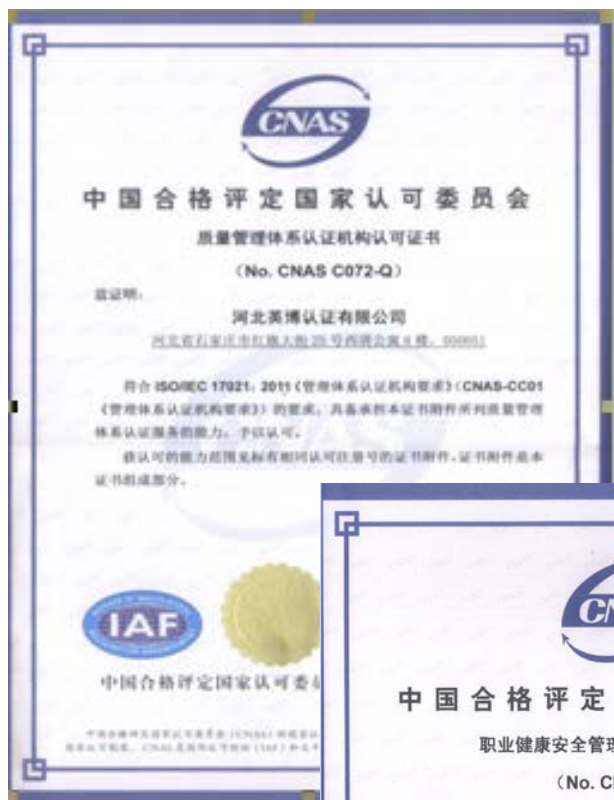 CNAS
中国合格评定国家认可委员会
质量管理体系认证机构认可证书
（No. CNAS C072-Q）
兹证明：
河北英博认证有限公司
符合 ISO/IEC 17021：2011《管理体系认证机构要求》（CNAS-CC01
《管理体系认证机构要求》）的要求，具备承担本证书附件所列质量管理
体系认证服务的能力，予以认可。
获认可的能力范围见标有相同认可注册号的证书附件，证书附件是本
证书组成部分。
IAF
中国合格评定国家认可委
CN
中国合格评定
职业健康安全管理
（No. C